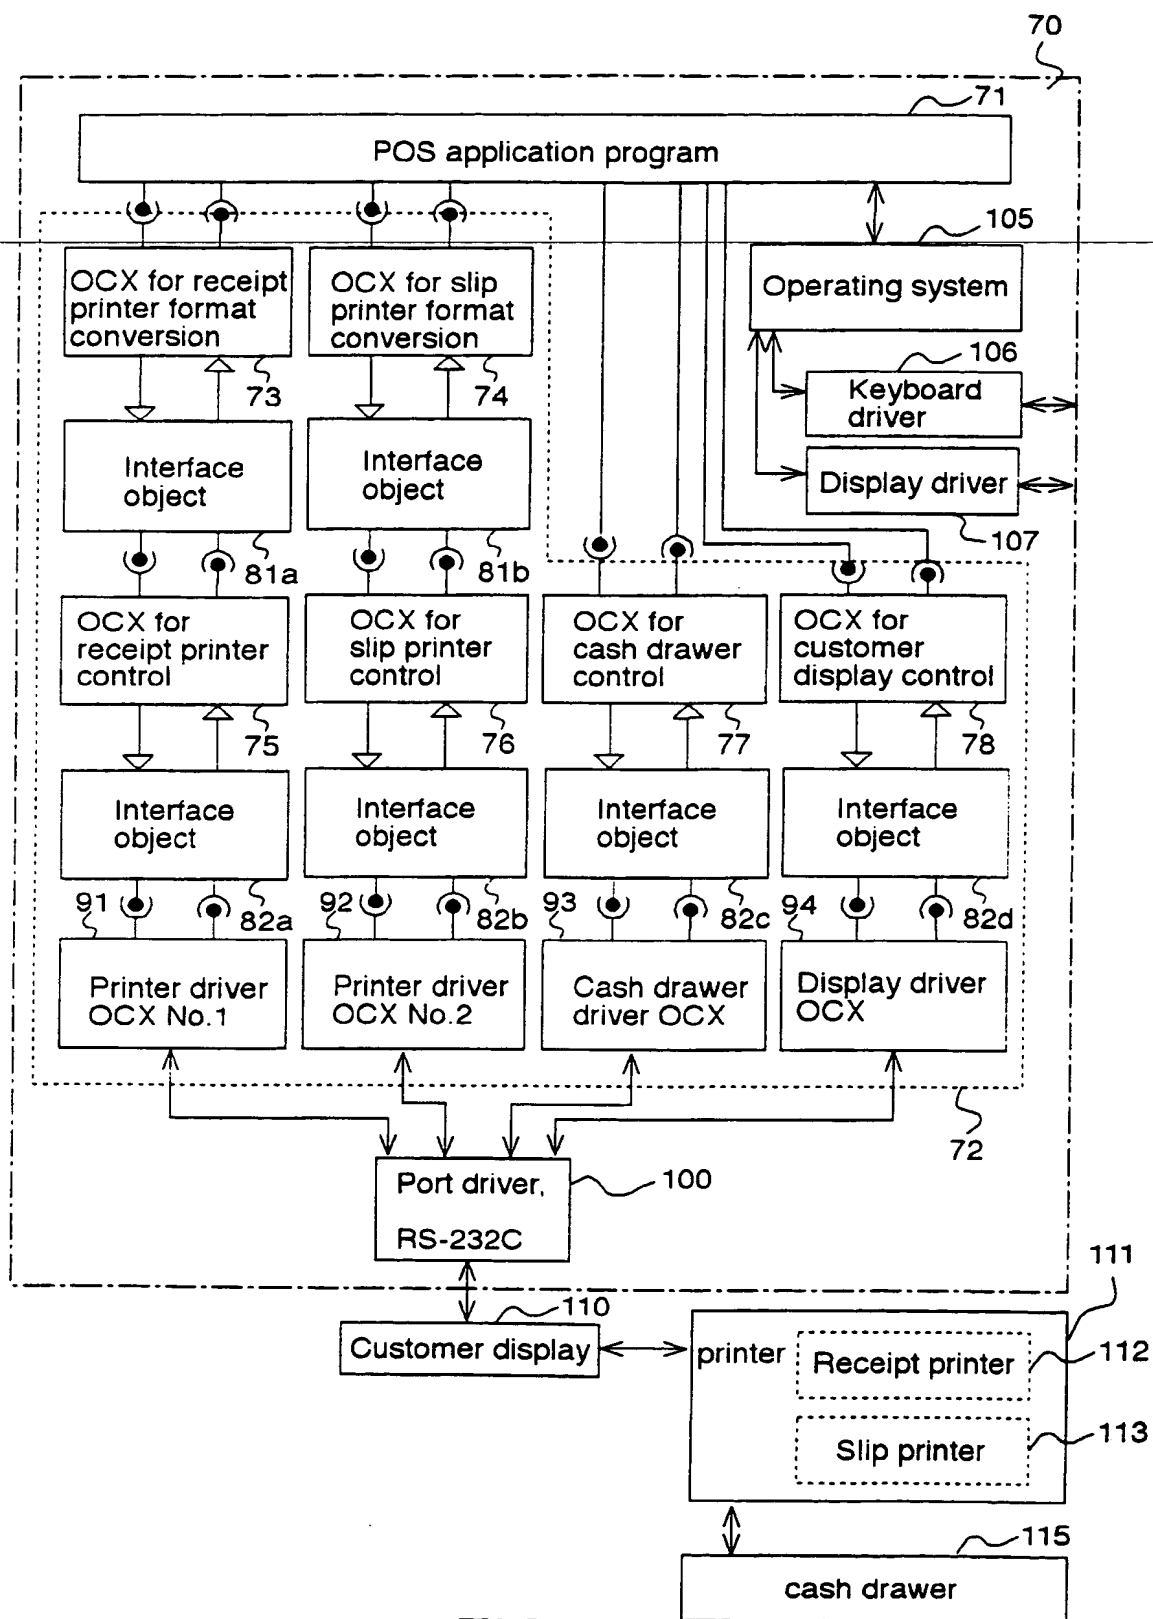 70
71
POS application program
105
OCX for receipt
printer format
conversion
OCX for slip
printer format
conversion
Operating system
73
74
106
Keyboard
driver
Interface
object
Interface
object
Display driver
107
81a
81b
OCX for
receipt printer
control
OCX for
slip printer
control
OCX for
cash drawer
control
OCX for
customer
display control
75
76
77
78
Interface
object
Interface
object
Interface
object
Interface
object
91
82a
92
82b
93
82c
94
82d
Printer driver
OCX No.1
Printer driver
OCX No.2
Cash drawer
driver OCX
Display driver
OCX
72
Port driver,
RS-232C
100
111
110
Customer display
printer
Receipt printer
112
Slip printer
113
115
cash drawer